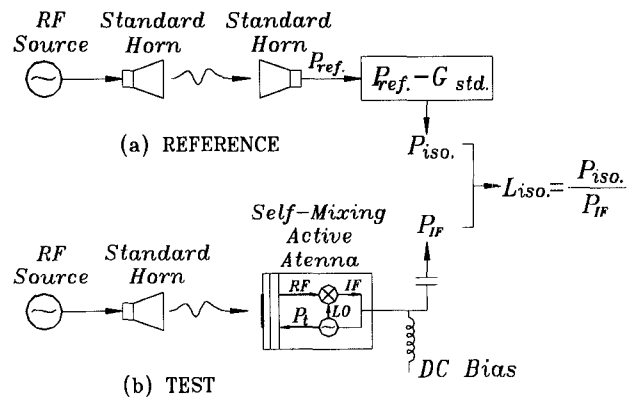 RF
Source
Standard
Horn
Standard
Horn
Pref.
Pref. - G std.
(a) REFERENCE
Piso.
Liso. = Piso. / PIF
PIF
Self-Mixing
Active
Atenna
RF
Source
Standard
Horn
RF
IF
LO
Pt
DC Bias
(b) TEST